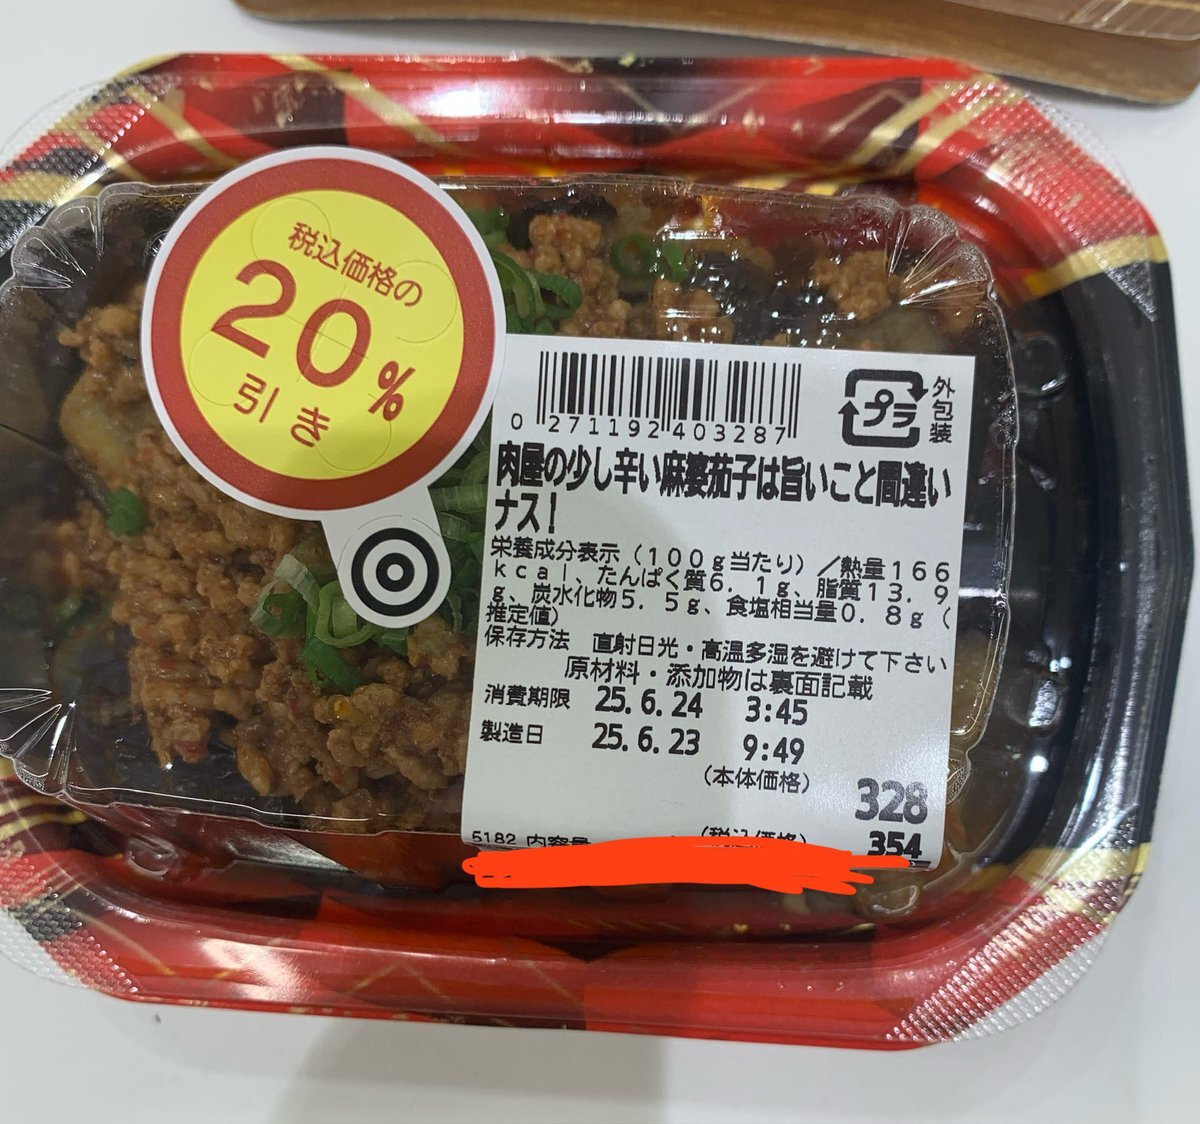 税込価格の
20%
引き
0 271192 403287
プラ
外包装
肉屋の少し辛い麻婆茄子は旨いこと間違い
ナス！
栄養成分表示（１００ｇ当たり）／熱量１６６
ｋｃａｌ、たんぱく質６．１ｇ、脂質１３．９
ｇ、炭水化物５．５ｇ、食塩相当量０．８ｇ（
推定値）
保存方法　直射日光・高温多湿を避けて下さい
原材料・添加物は裏面記載
消費期限　25.6.24　3:45
製造日　25.6.23　9:49
（本体価格）
328
5182 内容量 （税込価格） 354